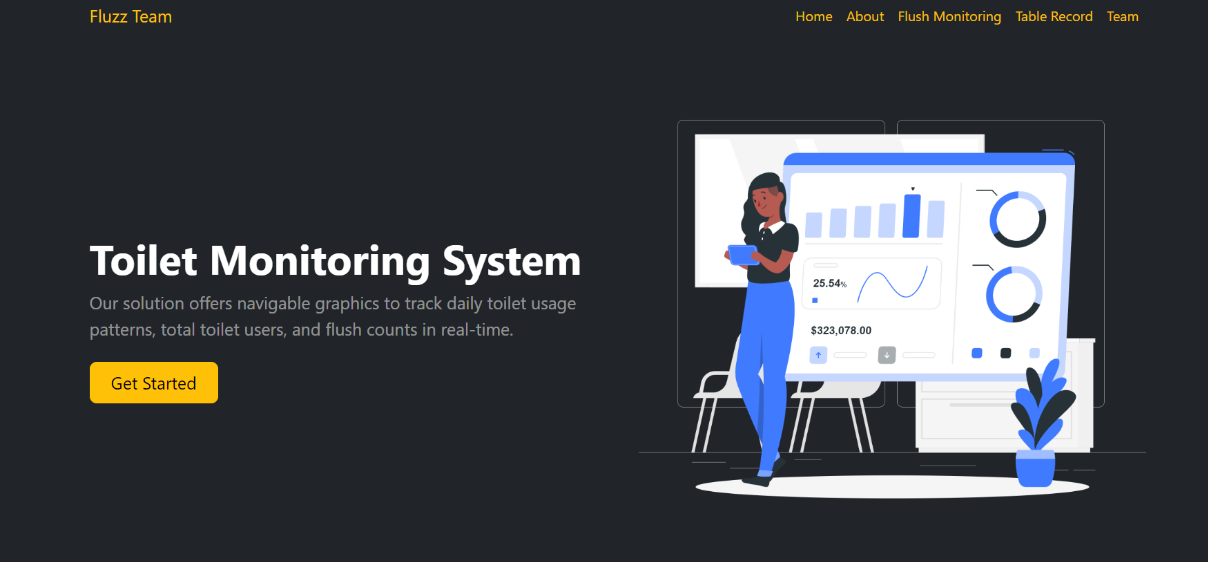 Fluzz Team
Home About Flush Monitoring Table Record Team
Toilet Monitoring System
Our solution offers navigable graphics to track daily toilet usage
patterns, total toilet users, and flush counts in real-time.
Get Started
25.54%
$323,078.00